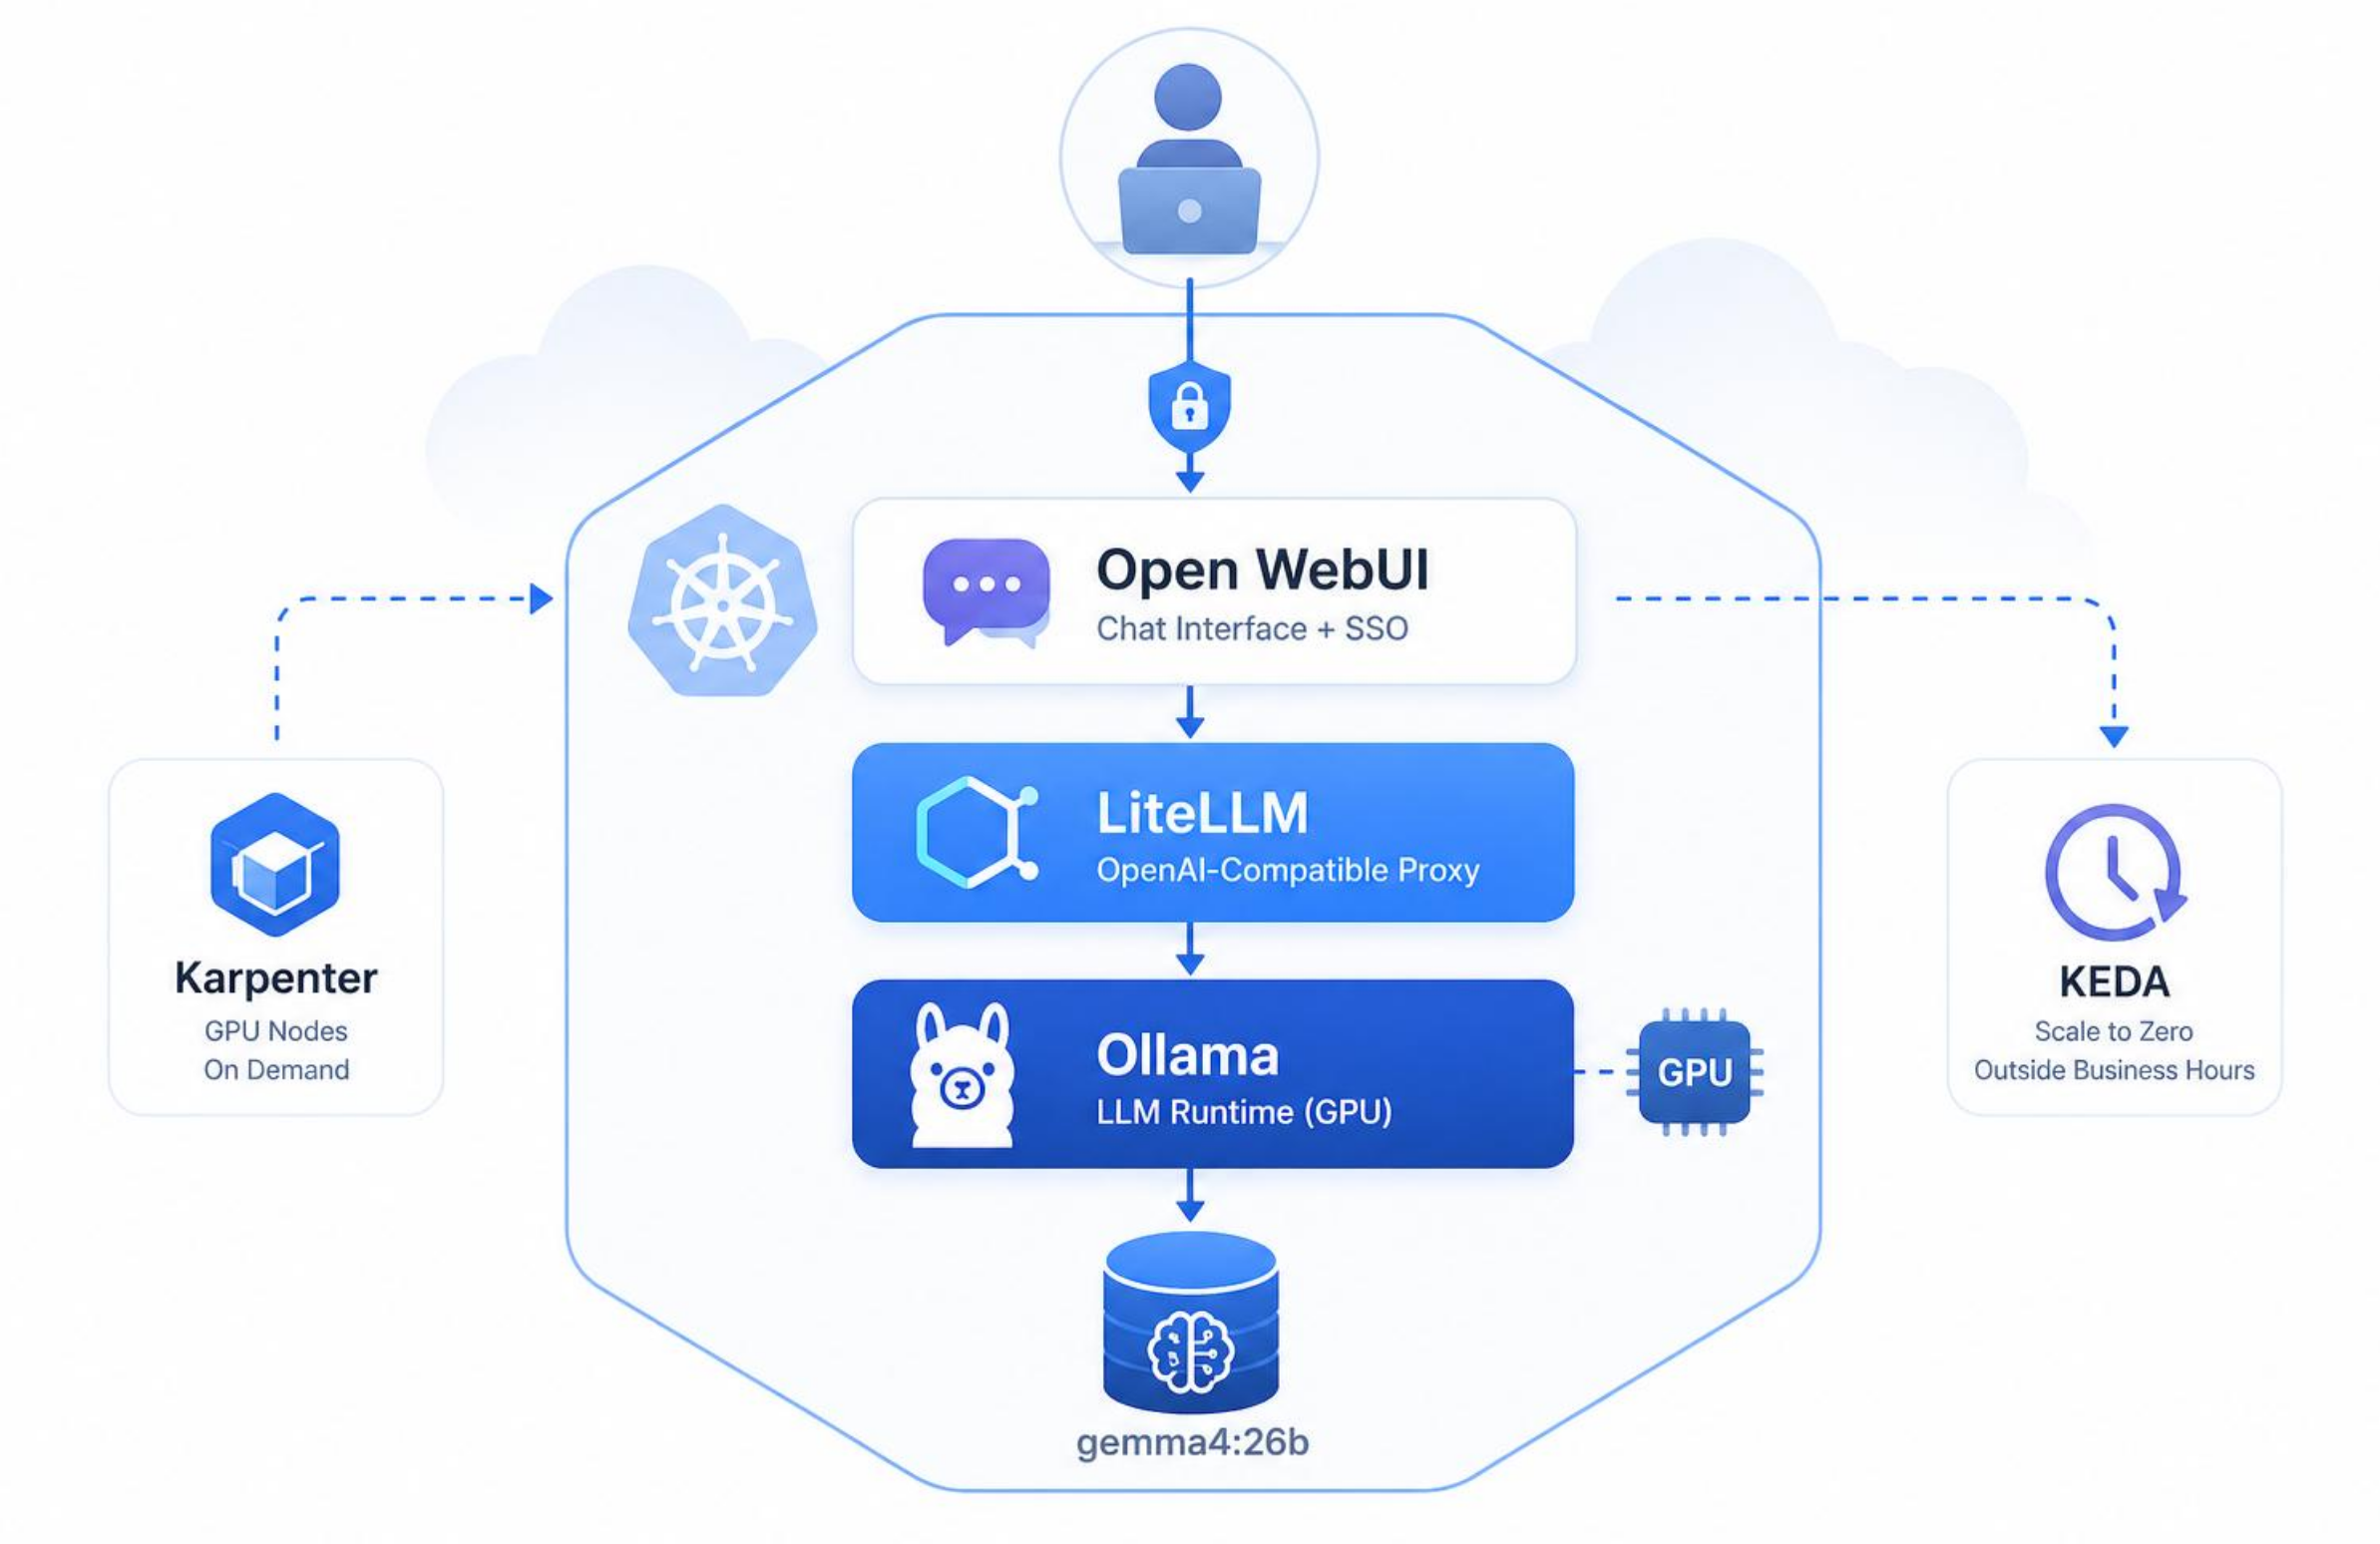 Open WebUI
Chat Interface + SSO
LiteLLM
OpenAI-Compatible Proxy
Ollama
LLM Runtime (GPU)
GPU
gemma4:26b
Karpenter
GPU Nodes
On Demand
KEDA
Scale to Zero
Outside Business Hours